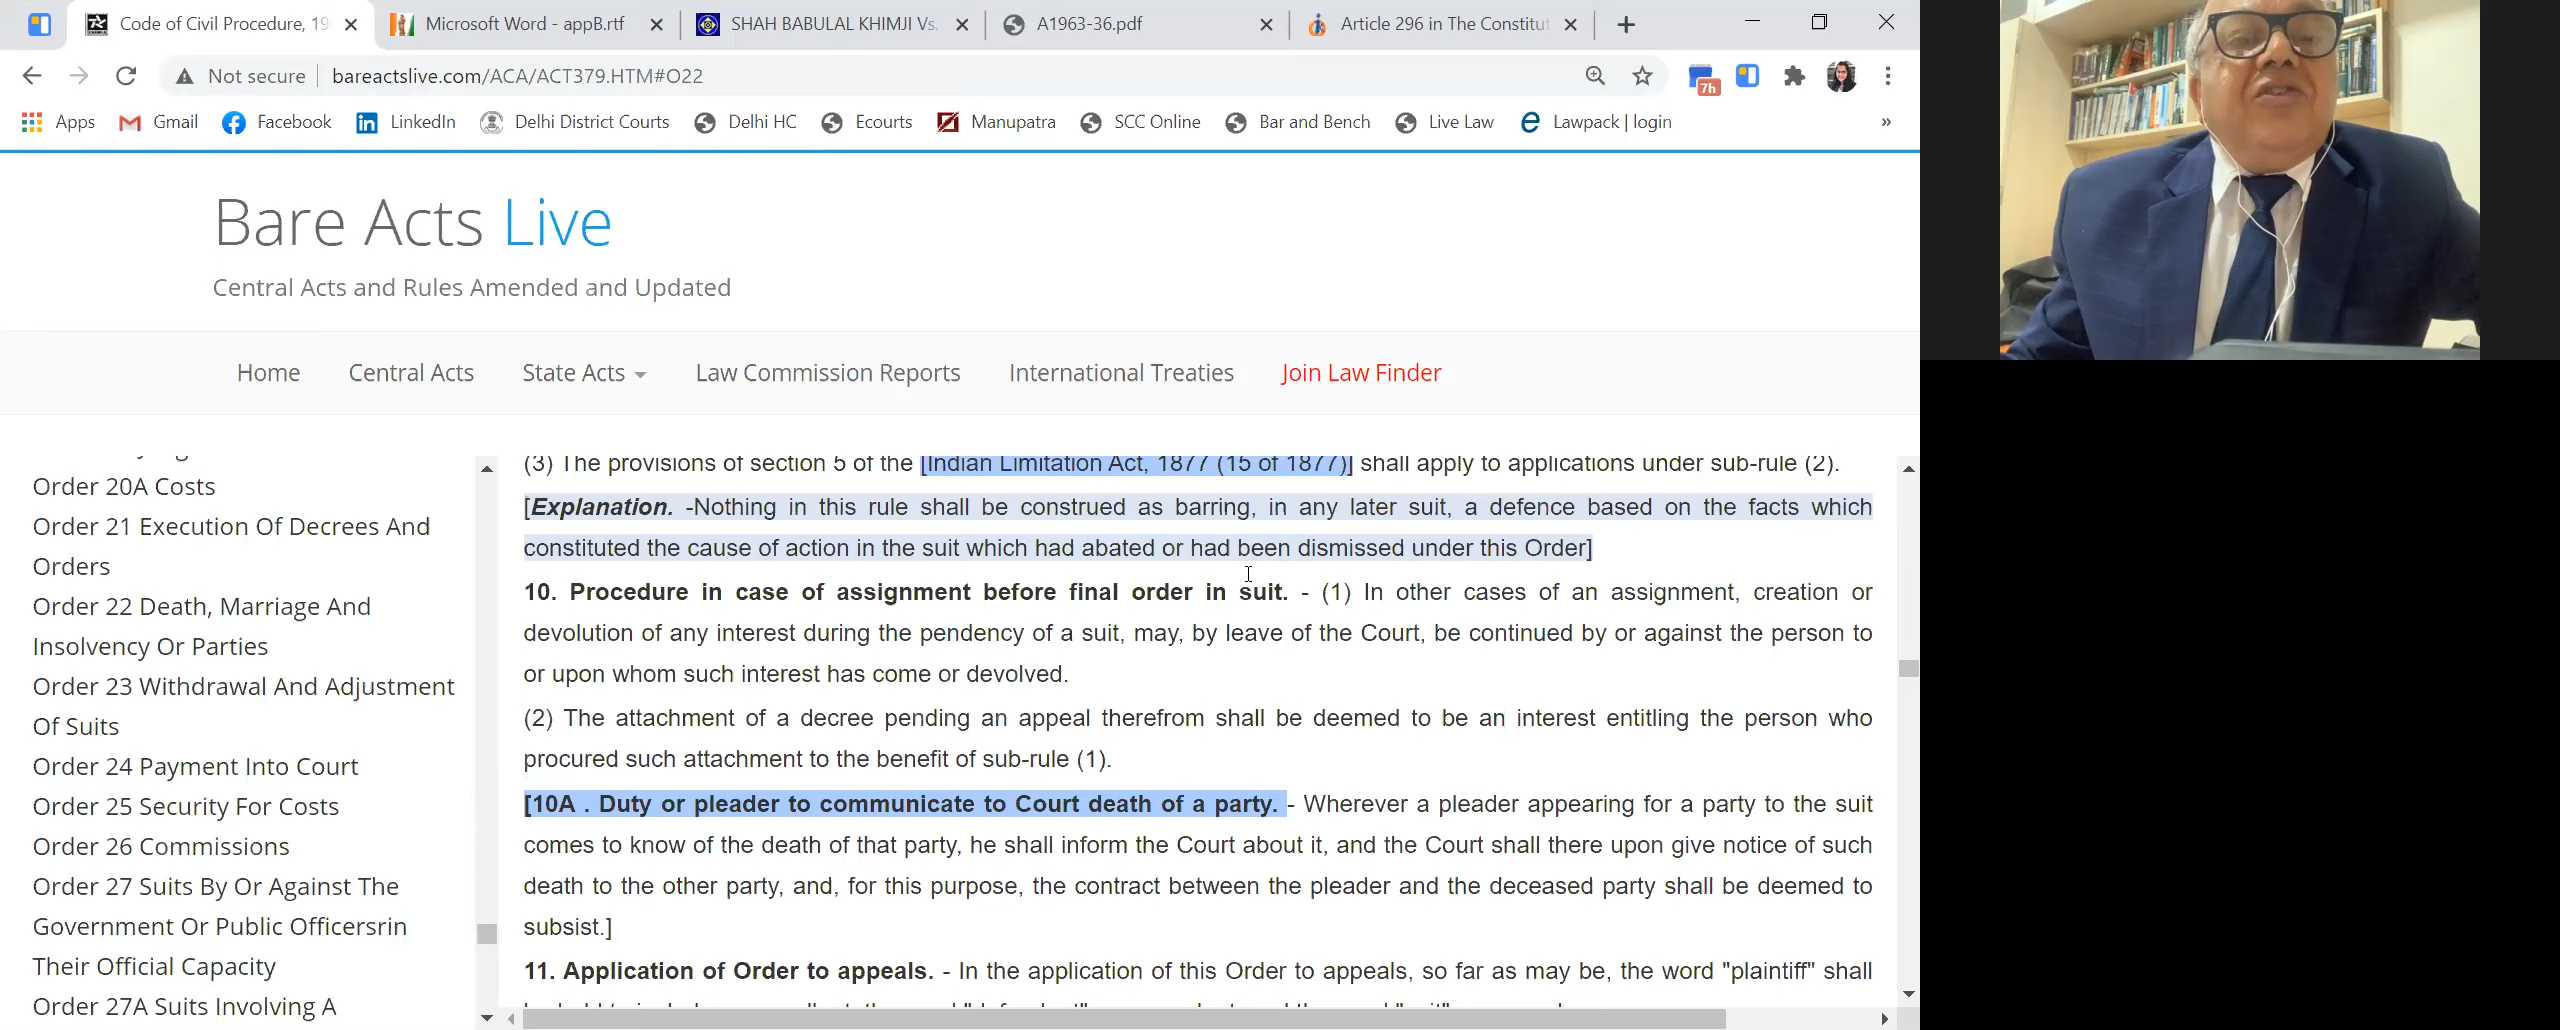 Code of Civil Procedure, 19
Microsoft Word - appB.rtf
SHAH BABULAL KHIMJI Vs.
A1963-36.pdf
Article 296 in The Constitut
Not secure
bareactslive.com/ACA/ACT379.HTM#O22
7h
Apps
Gmail
Facebook
LinkedIn
Delhi District Courts
Delhi HC
Ecourts
Manupatra
SCC Online
Bar and Bench
Live Law
Lawpack | login
»
Bare Acts Live
Central Acts and Rules Amended and Updated
Home
Central Acts
State Acts
Law Commission Reports
International Treaties
Join Law Finder
Order 20A Costs
Order 21 Execution Of Decrees And
Orders
Order 22 Death, Marriage And
Insolvency Or Parties
Order 23 Withdrawal And Adjustment
Of Suits
Order 24 Payment Into Court
Order 25 Security For Costs
Order 26 Commissions
Order 27 Suits By Or Against The
Government Or Public Officersrin
Their Official Capacity
Order 27A Suits Involving A
(3) The provisions of section 5 of the [Indian Limitation Act, 1877 (15 of 1877)] shall apply to applications under sub-rule (2).
[Explanation. -Nothing in this rule shall be construed as barring, in any later suit, a defence based on the facts which
constituted the cause of action in the suit which had abated or had been dismissed under this Order]
10. Procedure in case of assignment before final order in suit. - (1) In other cases of an assignment, creation or
devolution of any interest during the pendency of a suit, may, by leave of the Court, be continued by or against the person to
or upon whom such interest has come or devolved.
(2) The attachment of a decree pending an appeal therefrom shall be deemed to be an interest entitling the person who
procured such attachment to the benefit of sub-rule (1).
[10A . Duty or pleader to communicate to Court death of a party. - Wherever a pleader appearing for a party to the suit
comes to know of the death of that party, he shall inform the Court about it, and the Court shall there upon give notice of such
death to the other party, and, for this purpose, the contract between the pleader and the deceased party shall be deemed to
subsist.]
11. Application of Order to appeals. - In the application of this Order to appeals, so far as may be, the word "plaintiff" shall